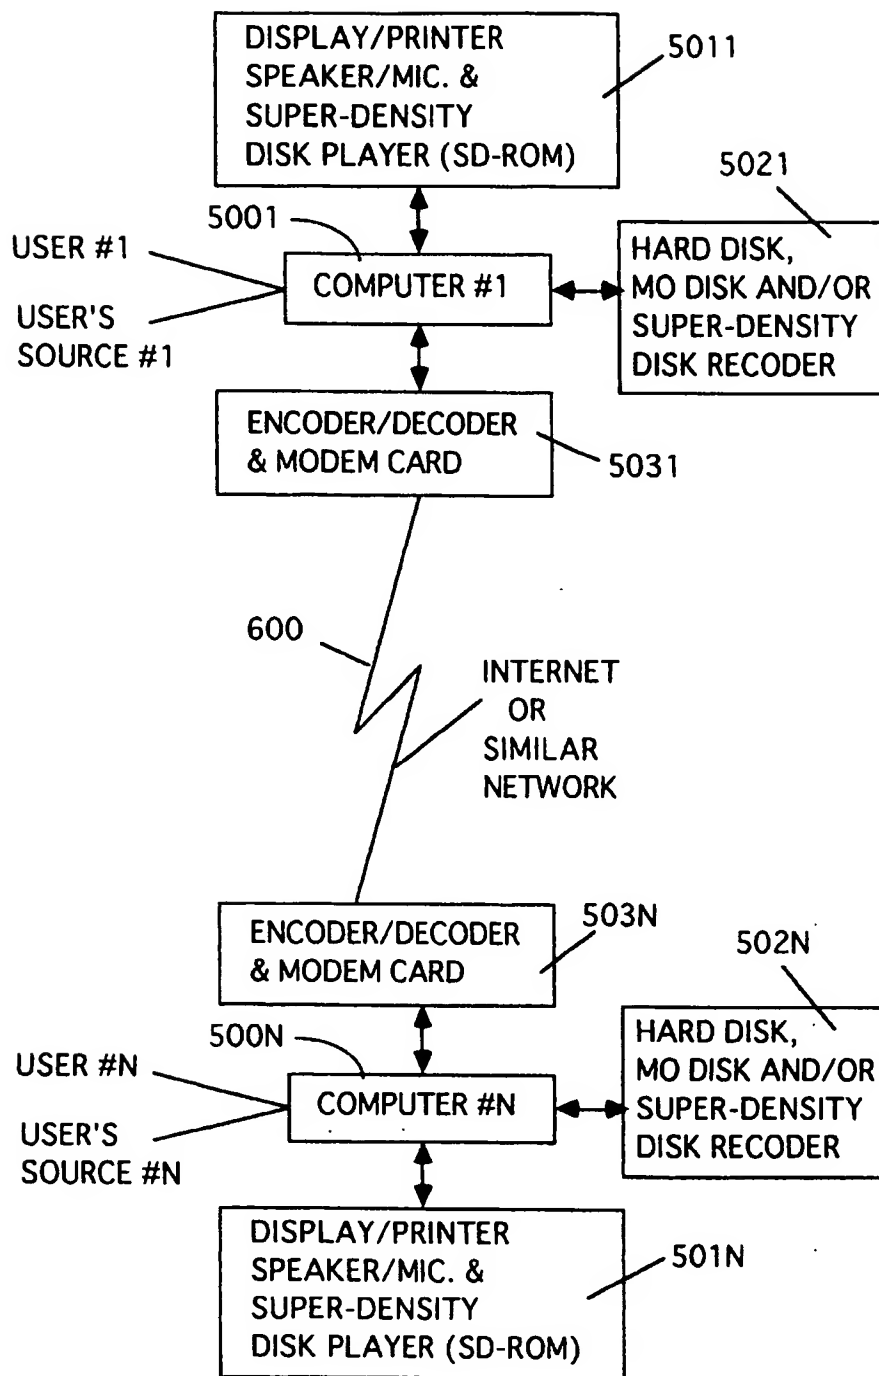 DISPLAY/PRINTER
SPEAKER/MIC. &
SUPER-DENSITY
DISK PLAYER (SD-ROM)
5011
5021
5001
USER #1
USER'S
SOURCE #1
COMPUTER #1
HARD DISK,
MO DISK AND/OR
SUPER-DENSITY
DISK RECODER
ENCODER/DECODER
& MODEM CARD
5031
600
INTERNET
OR
SIMILAR
NETWORK
ENCODER/DECODER
& MODEM CARD
503N
502N
500N
USER #N
USER'S
SOURCE #N
COMPUTER #N
HARD DISK,
MO DISK AND/OR
SUPER-DENSITY
DISK RECODER
DISPLAY/PRINTER
SPEAKER/MIC. &
SUPER-DENSITY
DISK PLAYER (SD-ROM)
501N